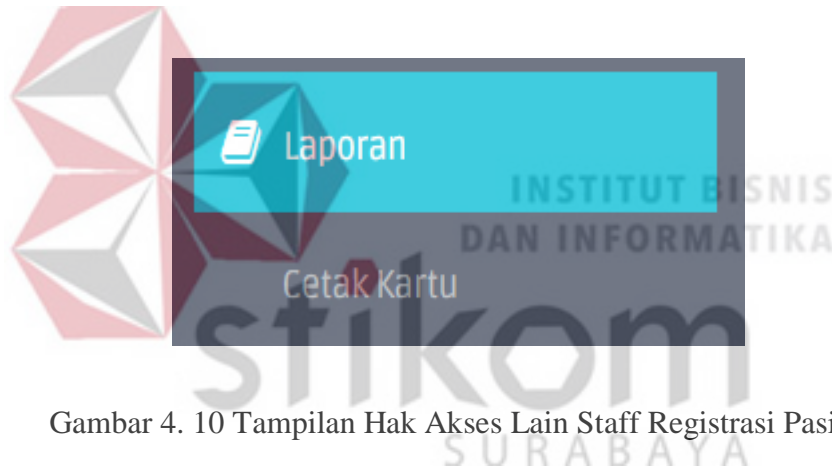 Laporan
INSTITUT BISNIS
DAN INFORMATIKA
Cetak Kartu
stikom
Gambar 4. 10 Tampilan Hak Akses Lain Staff Registrasi Pasi
SURABAYA